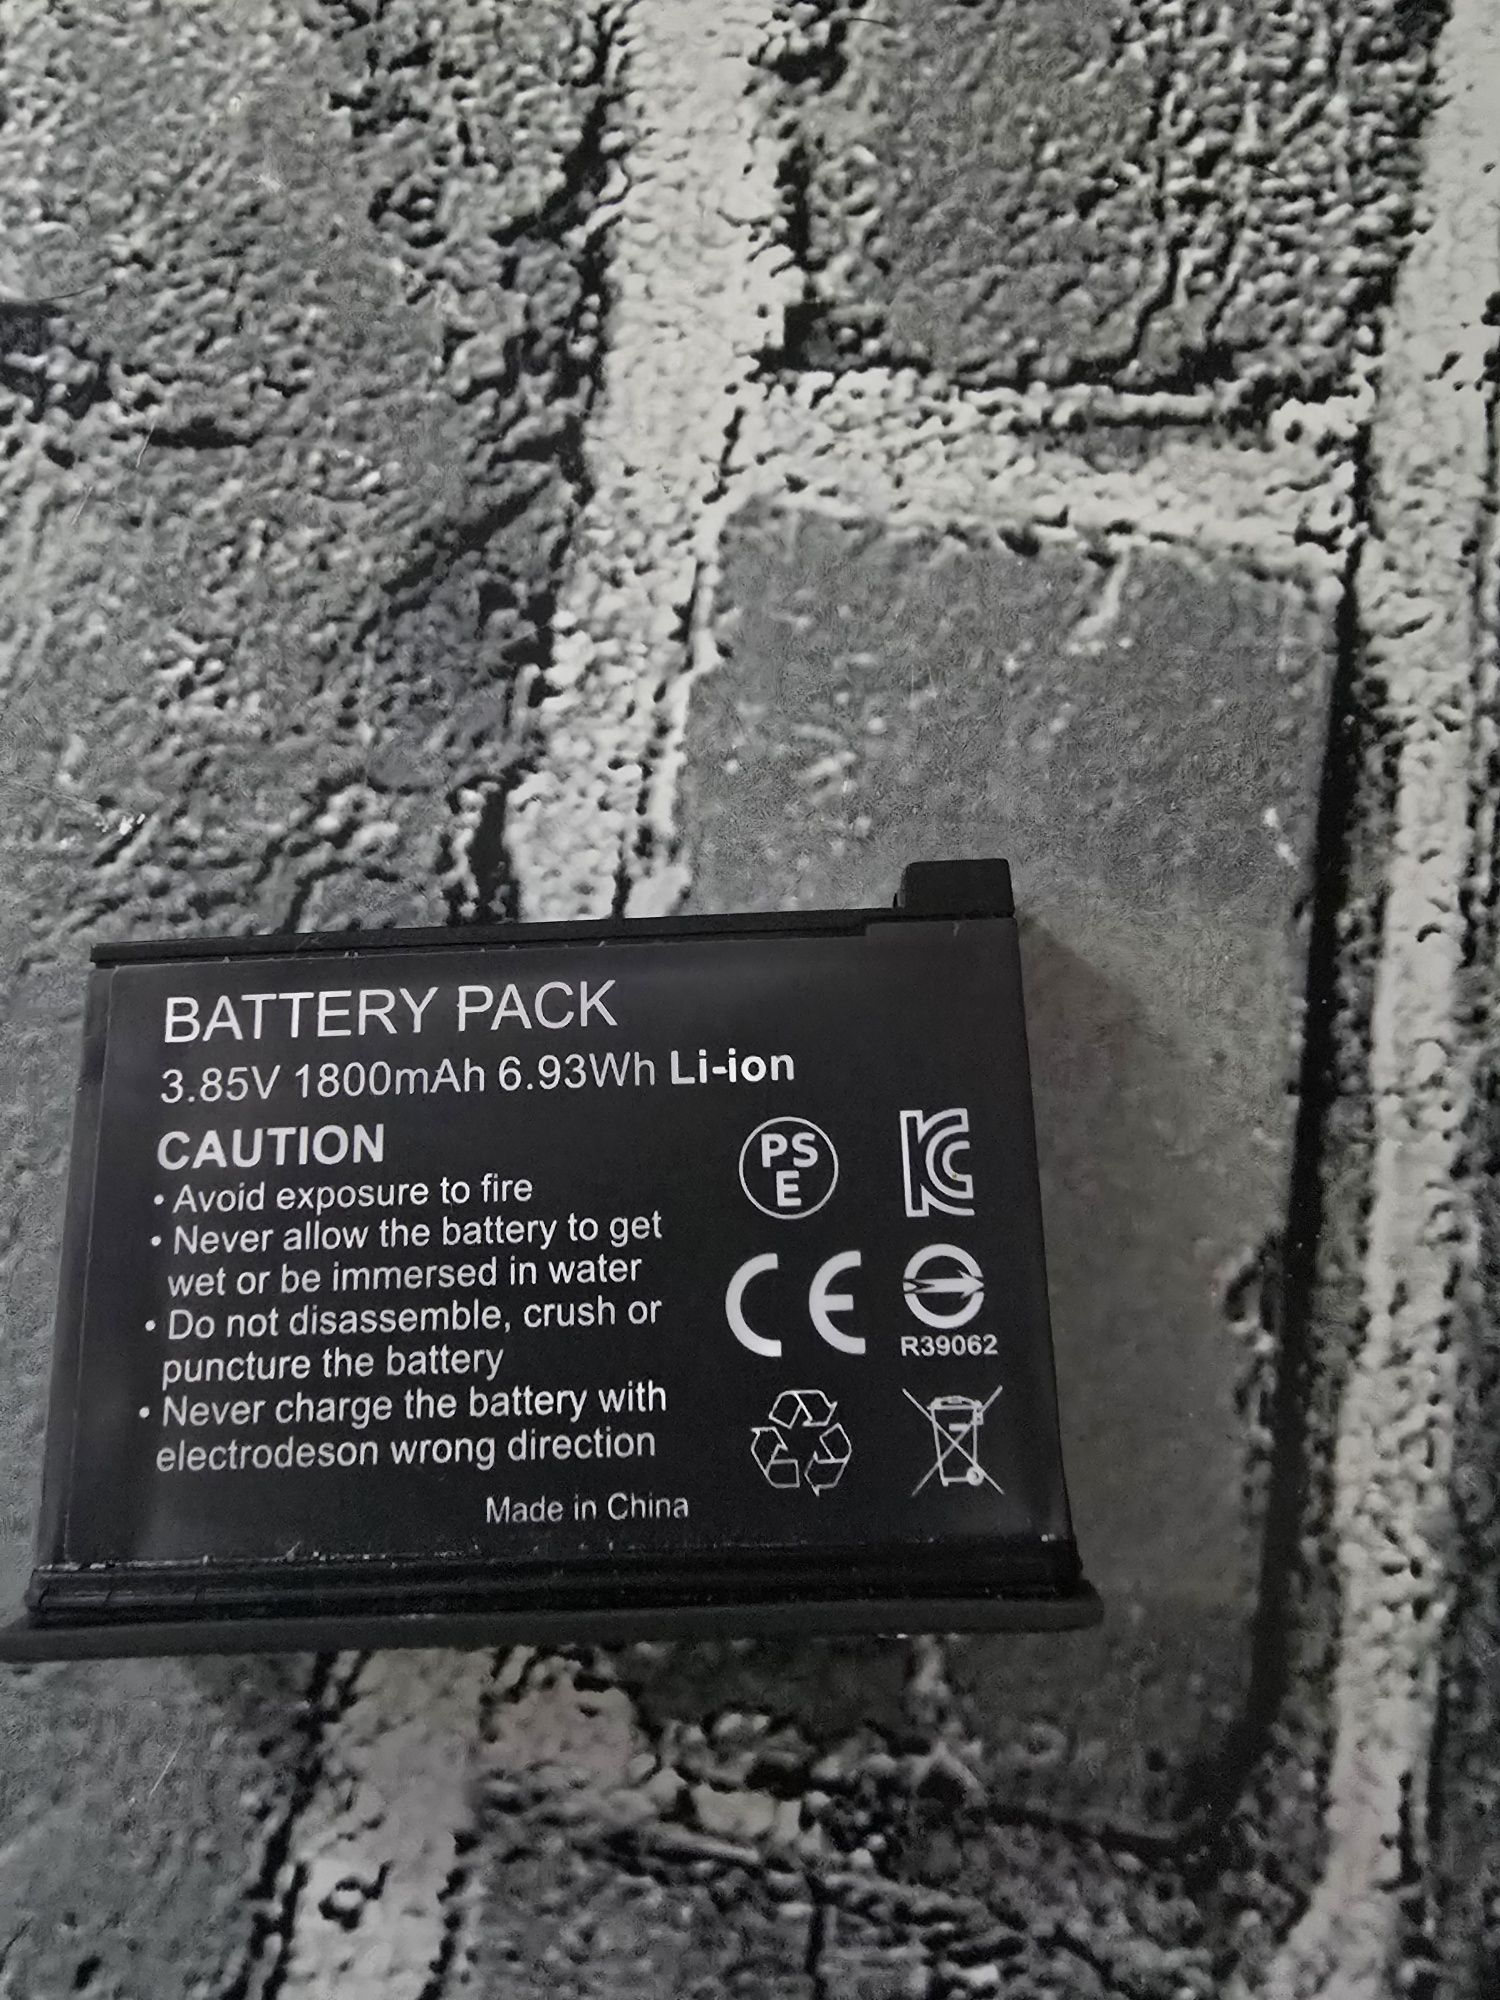 BATTERY PACK
3.85V 1800mAh 6.93Wh Li-ion
CAUTION
• Avoid exposure to fire
• Never allow the battery to get
wet or be immersed in water
• Do not disassemble, crush or
puncture the battery
• Never charge the battery with
electrodeson wrong direction
Made in China
PS
E
KC
CE
R39062